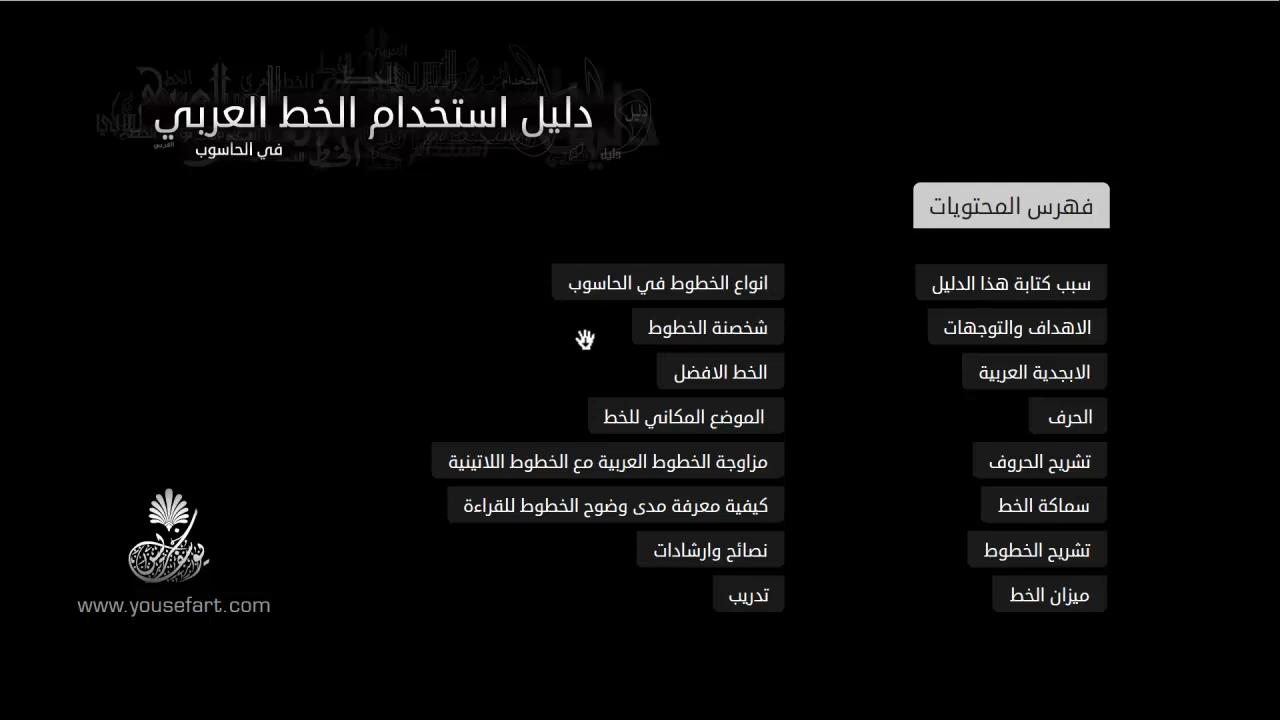 دليل استخدام الخط العربي
في الحاسوب
فهرس المحتويات
سبب كتابة هذا الدليل
الاهداف والتوجهات
الابجدية العربية
الحرف
تشريح الحروف
سماكة الخط
تشريح الخطوط
ميزان الخط
انواع الخطوط في الحاسوب
شخصنة الخطوط
الخط الافضل
الموضع المكاني للخط
مزاوجة الخطوط العربية مع الخطوط اللاتينية
كيفية معرفة مدى وضوح الخطوط للقراءة
نصائح وارشادات
تدريب
www.yousefart.com